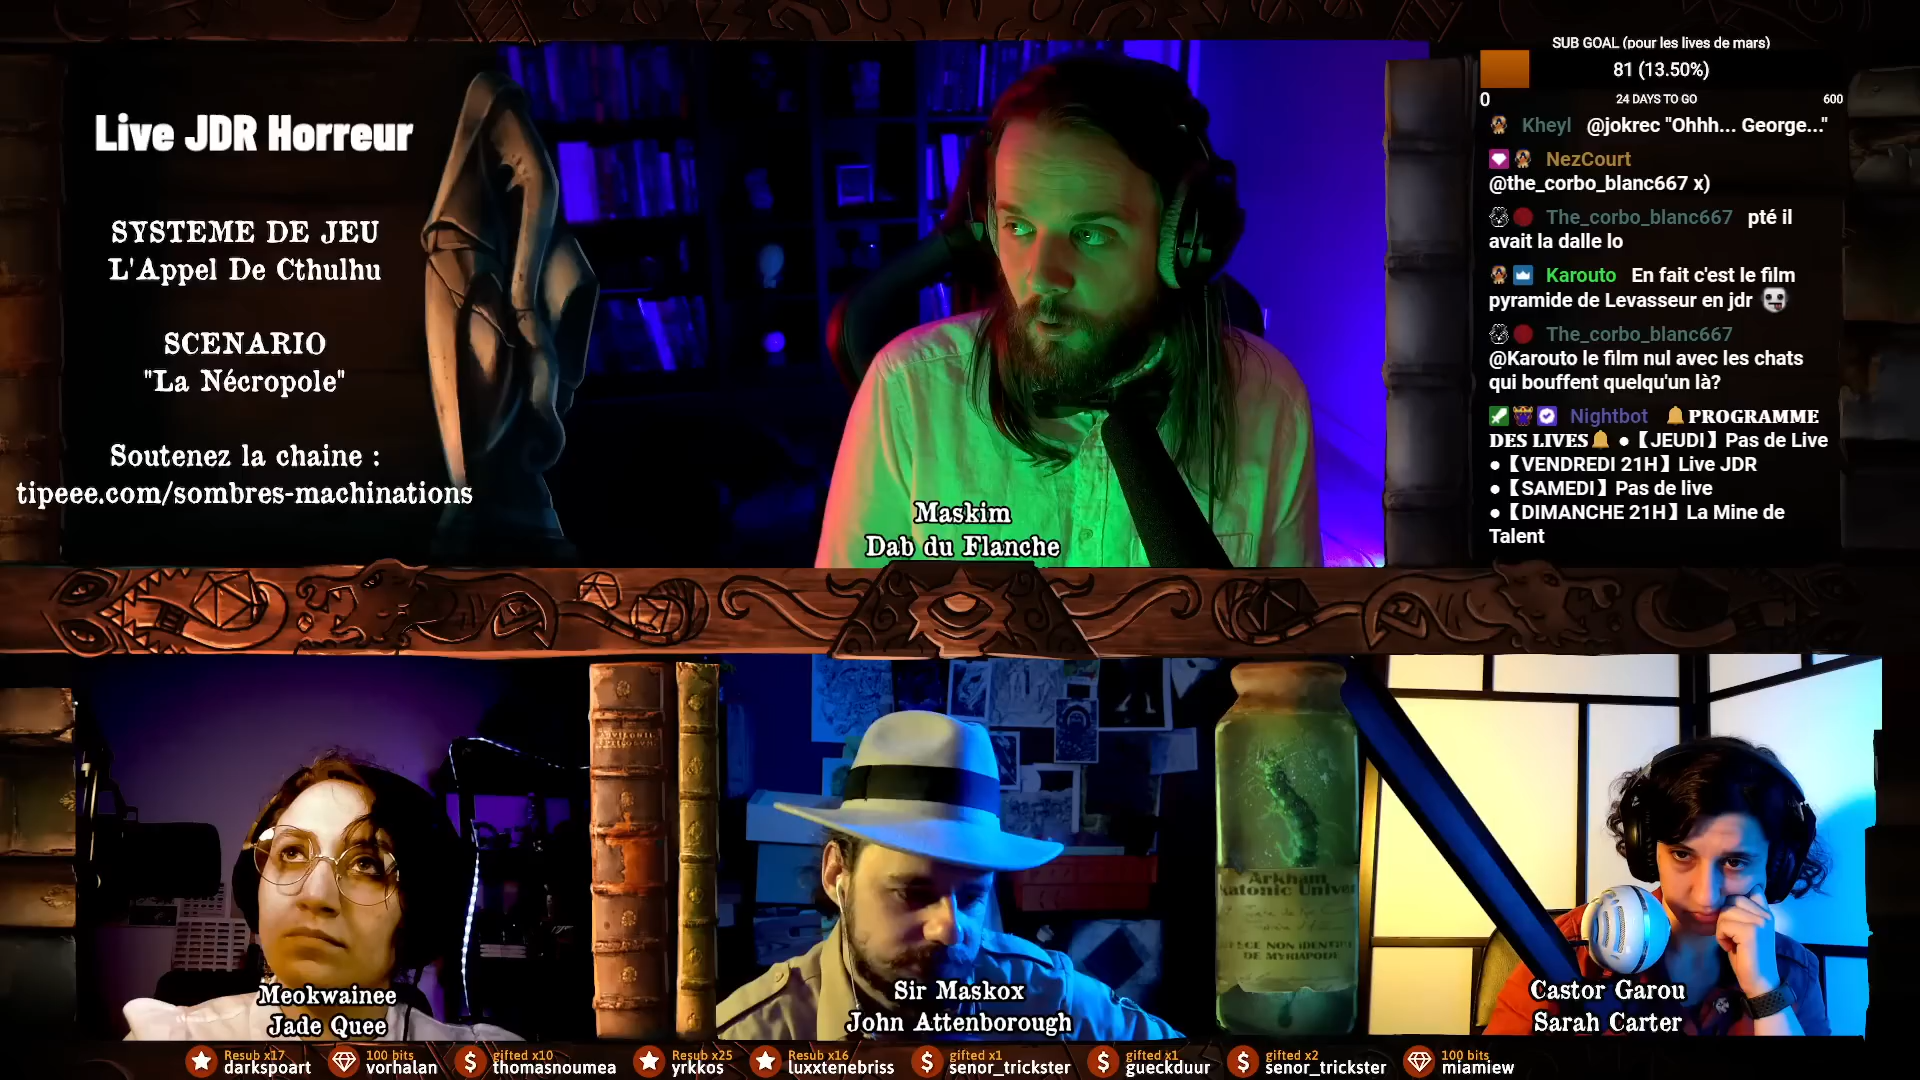 Live JDR Horreur
SYSTEME DE JEU
L'Appel De Cthulhu
SCENARIO
"La Nécropole"
Soutenez la chaine :
tipeee.com/sombres-machinations
Maskim
Dab du Flanche
SUB GOAL (pour les lives de mars)
81 (13.50%)
0 24 DAYS TO GO 600
Kheyl @jokrec "Ohhh... George..."
NezCourt
@the_corbo_blanc667 x)
The_corbo_blanc667 pté il
avait la dalle lo
Karouto En fait c'est le film
pyramide de Levasseur en jdr
The_corbo_blanc667
@Karouto le film nul avec les chats
qui bouffent quelqu'un là?
Nightbot 🔔𝐏𝐑𝐎𝐆𝐑𝐀𝐌𝐌𝐄
𝐃𝐄𝐒 𝐋𝐈𝐕𝐄𝐒🔔 ●【JEUDI】Pas de Live
●【VENDREDI 21H】Live JDR
●【SAMEDI】Pas de live
●【DIMANCHE 21H】La Mine de
Talent
Meokwainee
Jade Quee
Sir Maskox
John Attenborough
Arkham
katonic Univer
DE MYRIAPODE
Castor Garou
Sarah Carter
Resub x17
darkspoart
100 bits
vorhalan
gifted x10
thomasnoumea
Resub x25
yrkkos
Resub x16
luxxtenebriss
gifted x1
senor_trickster
gifted x1
gueckduur
gifted x2
senor_trickster
100 bits
miamiew